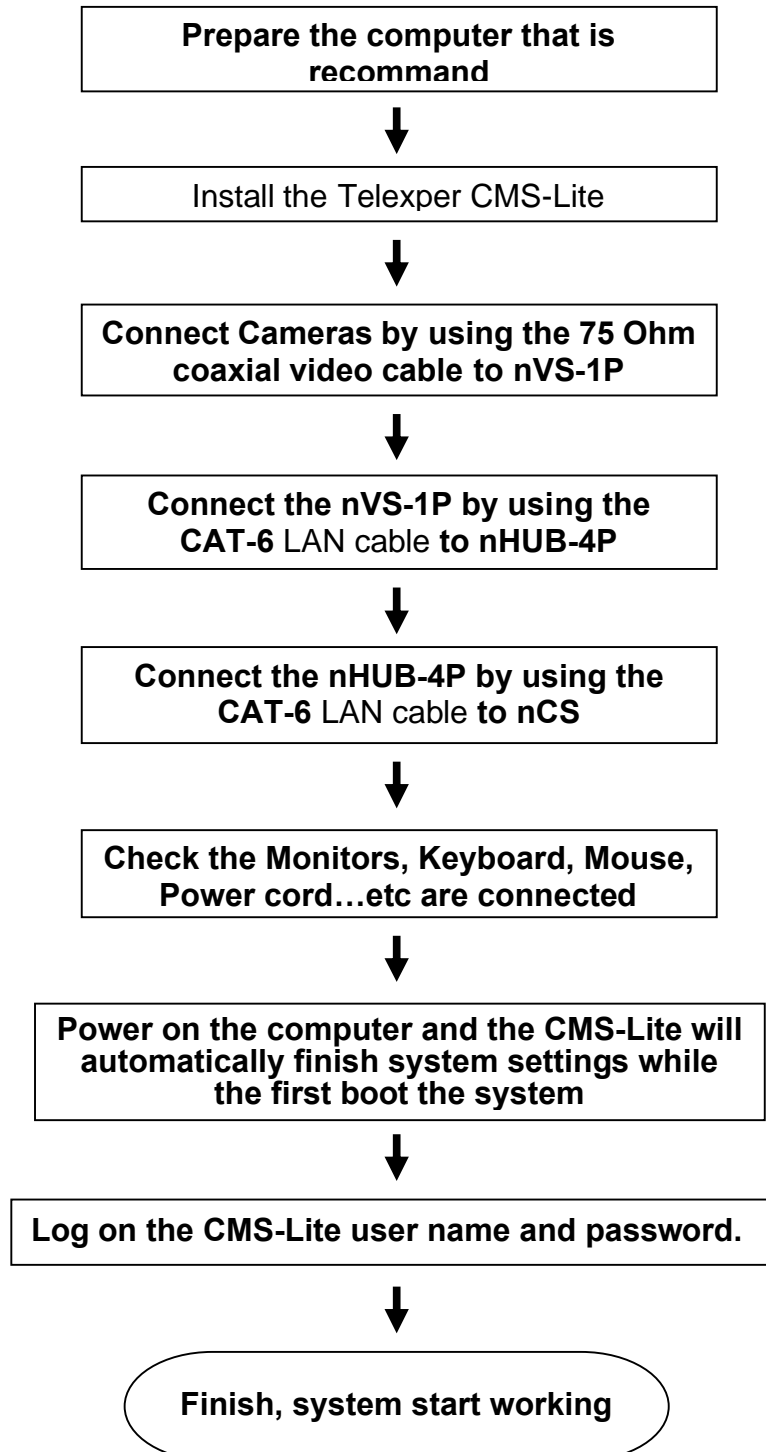 Prepare the computer that is
recommand
Install the Telexper CMS-Lite
Connect Cameras by using the 75 Ohm
coaxial video cable to nVS-1P
Connect the nVS-1P by using the
CAT-6 LAN cable to nHUB-4P
Connect the nHUB-4P by using the
CAT-6 LAN cable to nCS
Check the Monitors, Keyboard, Mouse,
Power cord…etc are connected
Power on the computer and the CMS-Lite will
automatically finish system settings while
the first boot the system
Log on the CMS-Lite user name and password.
Finish, system start working